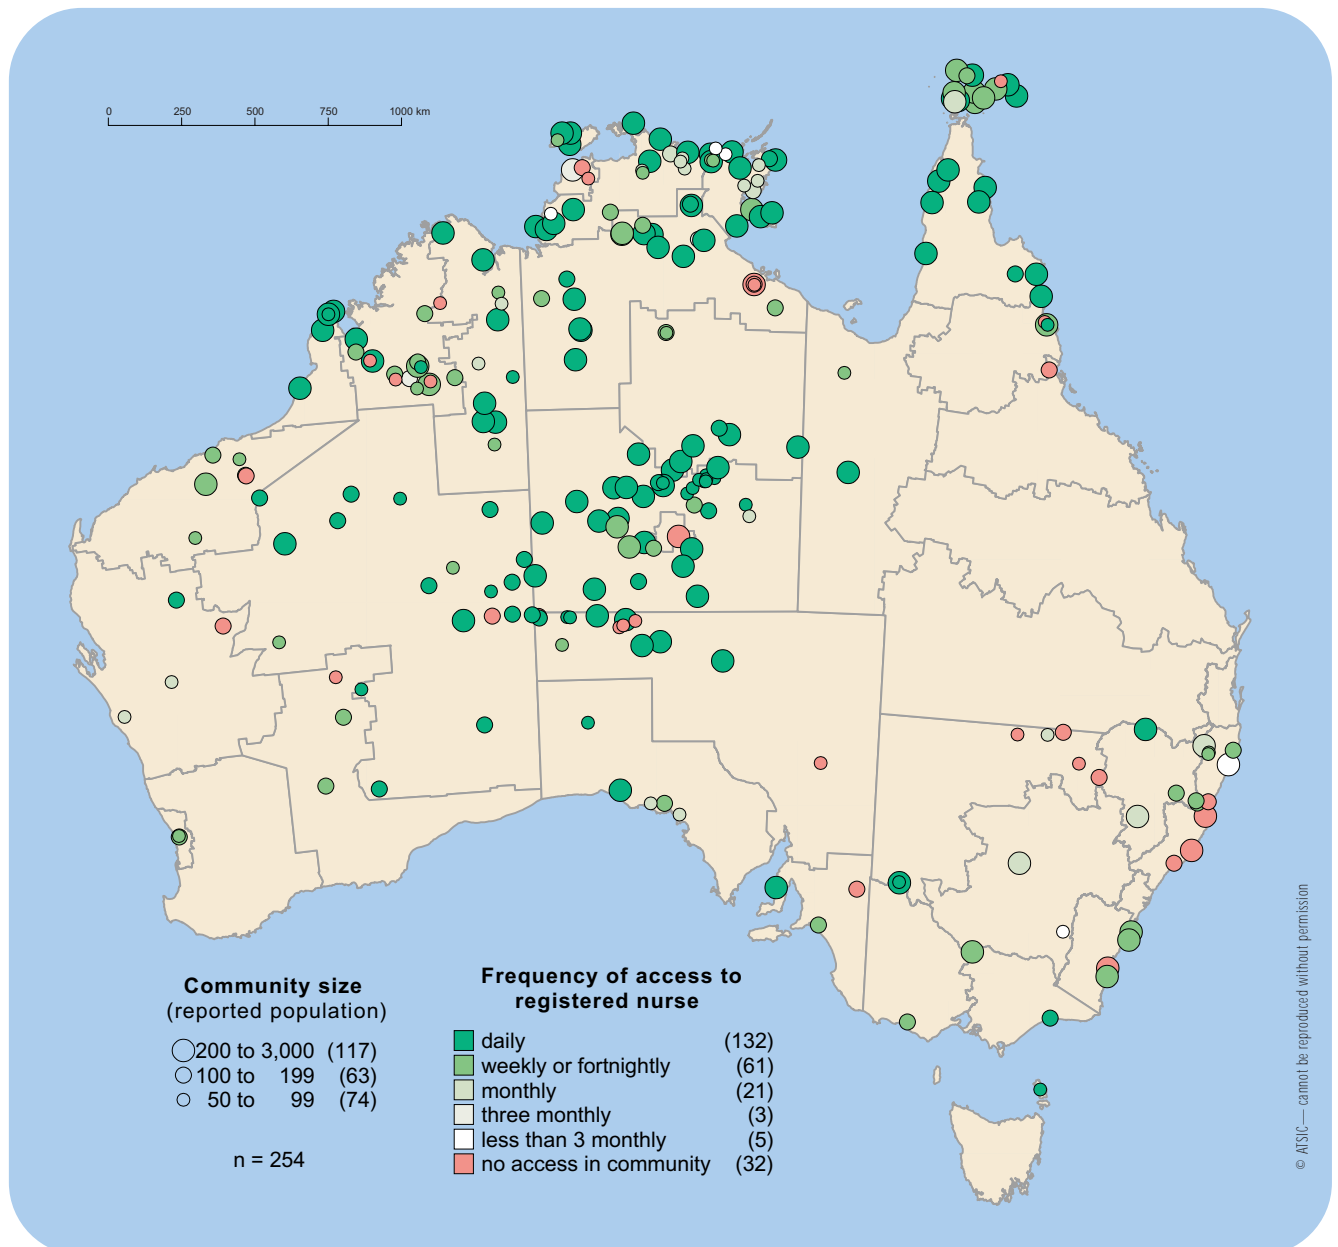 0 250 500 750 1000 km
Community size
(reported population)
200 to 3,000 (117)
100 to 199 (63)
50 to 99 (74)
n = 254
Frequency of access to
registered nurse
daily (132)
weekly or fortnightly (61)
monthly (21)
three monthly (3)
less than 3 monthly (5)
no access in community (32)
© ATSIC— cannot be reproduced without permission